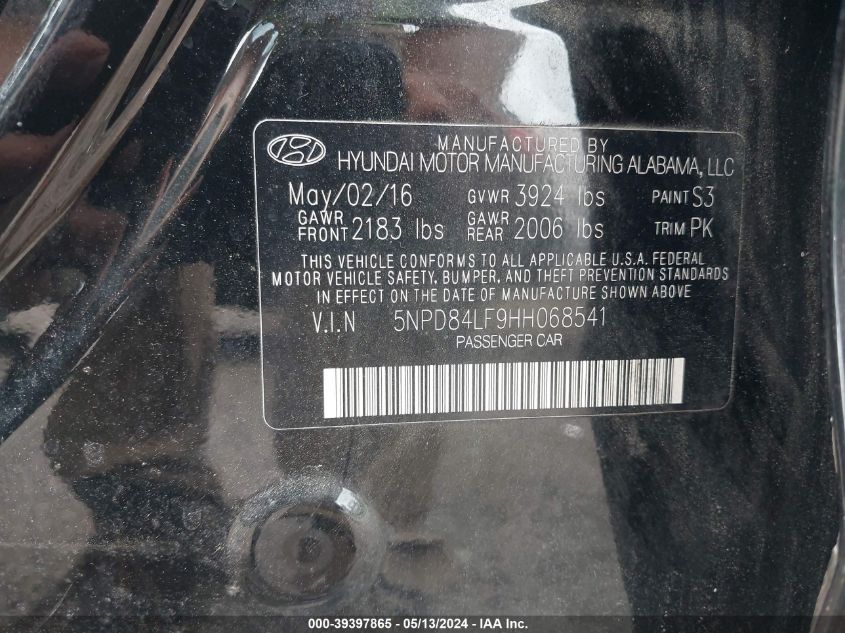 MANUFACTURED BY
HYUNDAI MOTOR MANUFACTURING ALABAMA, LLC
May/02/16 GVWR 3924 lbs PAINT S3
GAWR FRONT 2183 lbs GAWR REAR 2006 lbs TRIM PK
THIS VEHICLE CONFORMS TO ALL APPLICABLE U.S.A. FEDERAL
MOTOR VEHICLE SAFETY, BUMPER, AND THEFT PREVENTION STANDARDS
IN EFFECT ON THE DATE OF MANUFACTURE SHOWN ABOVE.
V.I.N 5NPD84LF9HH068541
PASSENGER CAR
000-39397865 - 05/13/2024 - IAA Inc.